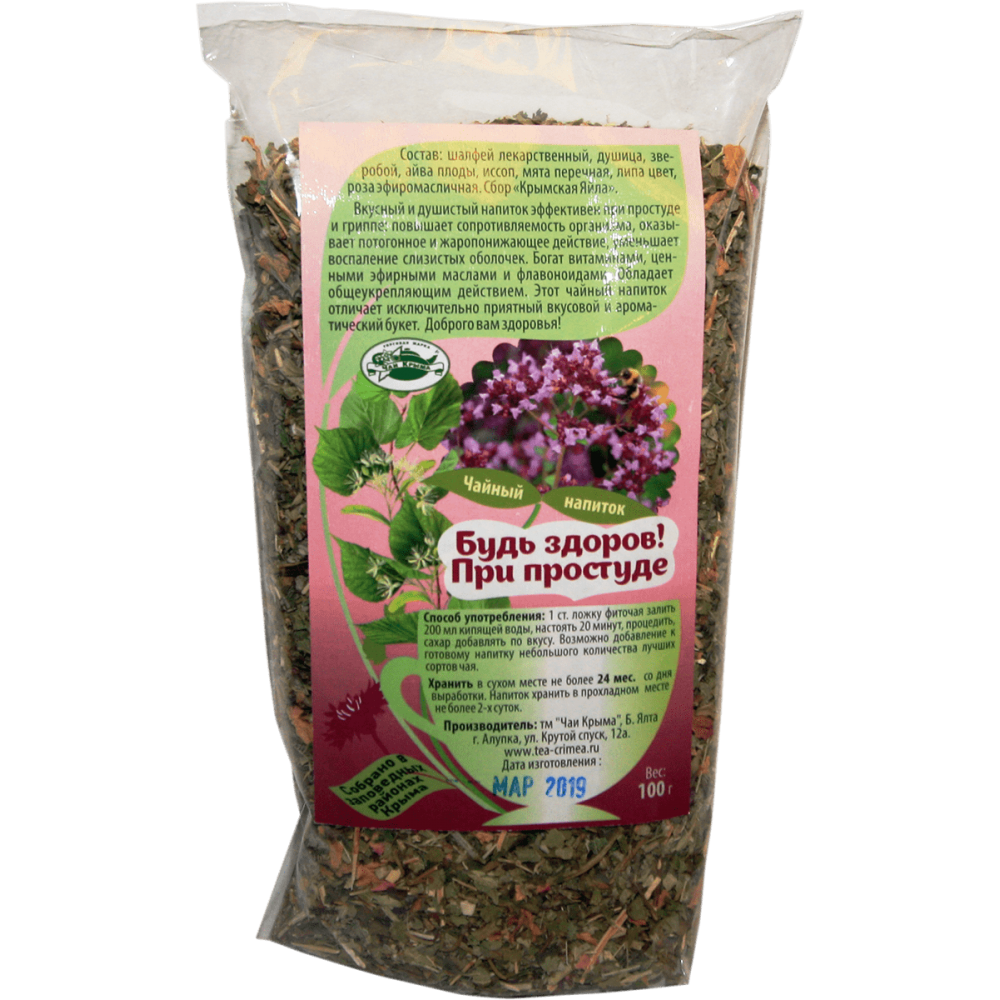 Состав: шалфей лекарственный, душица, зве-
робой, айва плоды, иссоп, мята перечная, липа цвет,
роза эфиромасличная. Сбор «Крымская Яйла».
Вкусный и душистый напиток эффективен при простуде
и гриппе: повышает сопротивляемость организма, оказы-
вает потогонное и жаропонижающее действие, уменьшает
воспаление слизистых оболочек. Богат витаминами, цен-
ными эфирными маслами и флавоноидами. Обладает
общеукрепляющим действием. Этот чайный напиток
отличает исключительно приятный вкусовой и арома-
тический букет. Доброго вам здоровья!
ТОРГОВАЯ МАРКА
Чаи Крыма
Чайный напиток
Будь здоров!
При простуде
Способ употребления: 1 ст. ложку фиточая залить
200 мл кипящей воды, настоять 20 минут, процедить,
сахар добавлять по вкусу. Возможно добавление к
готовому напитку небольшого количества лучших
сортов чая.
Хранить в сухом месте не более 24 мес. со дня
выработки. Напиток хранить в прохладном месте
не более 2-х суток.
Производитель: тм "Чаи Крыма", Б. Ялта
г. Алупка, ул. Крутой спуск, 12а.
www.tea-crimea.ru
Дата изготовления :
МАР 2019
Вес:
100 г
Собрано в
заповедных
районах
Крыма